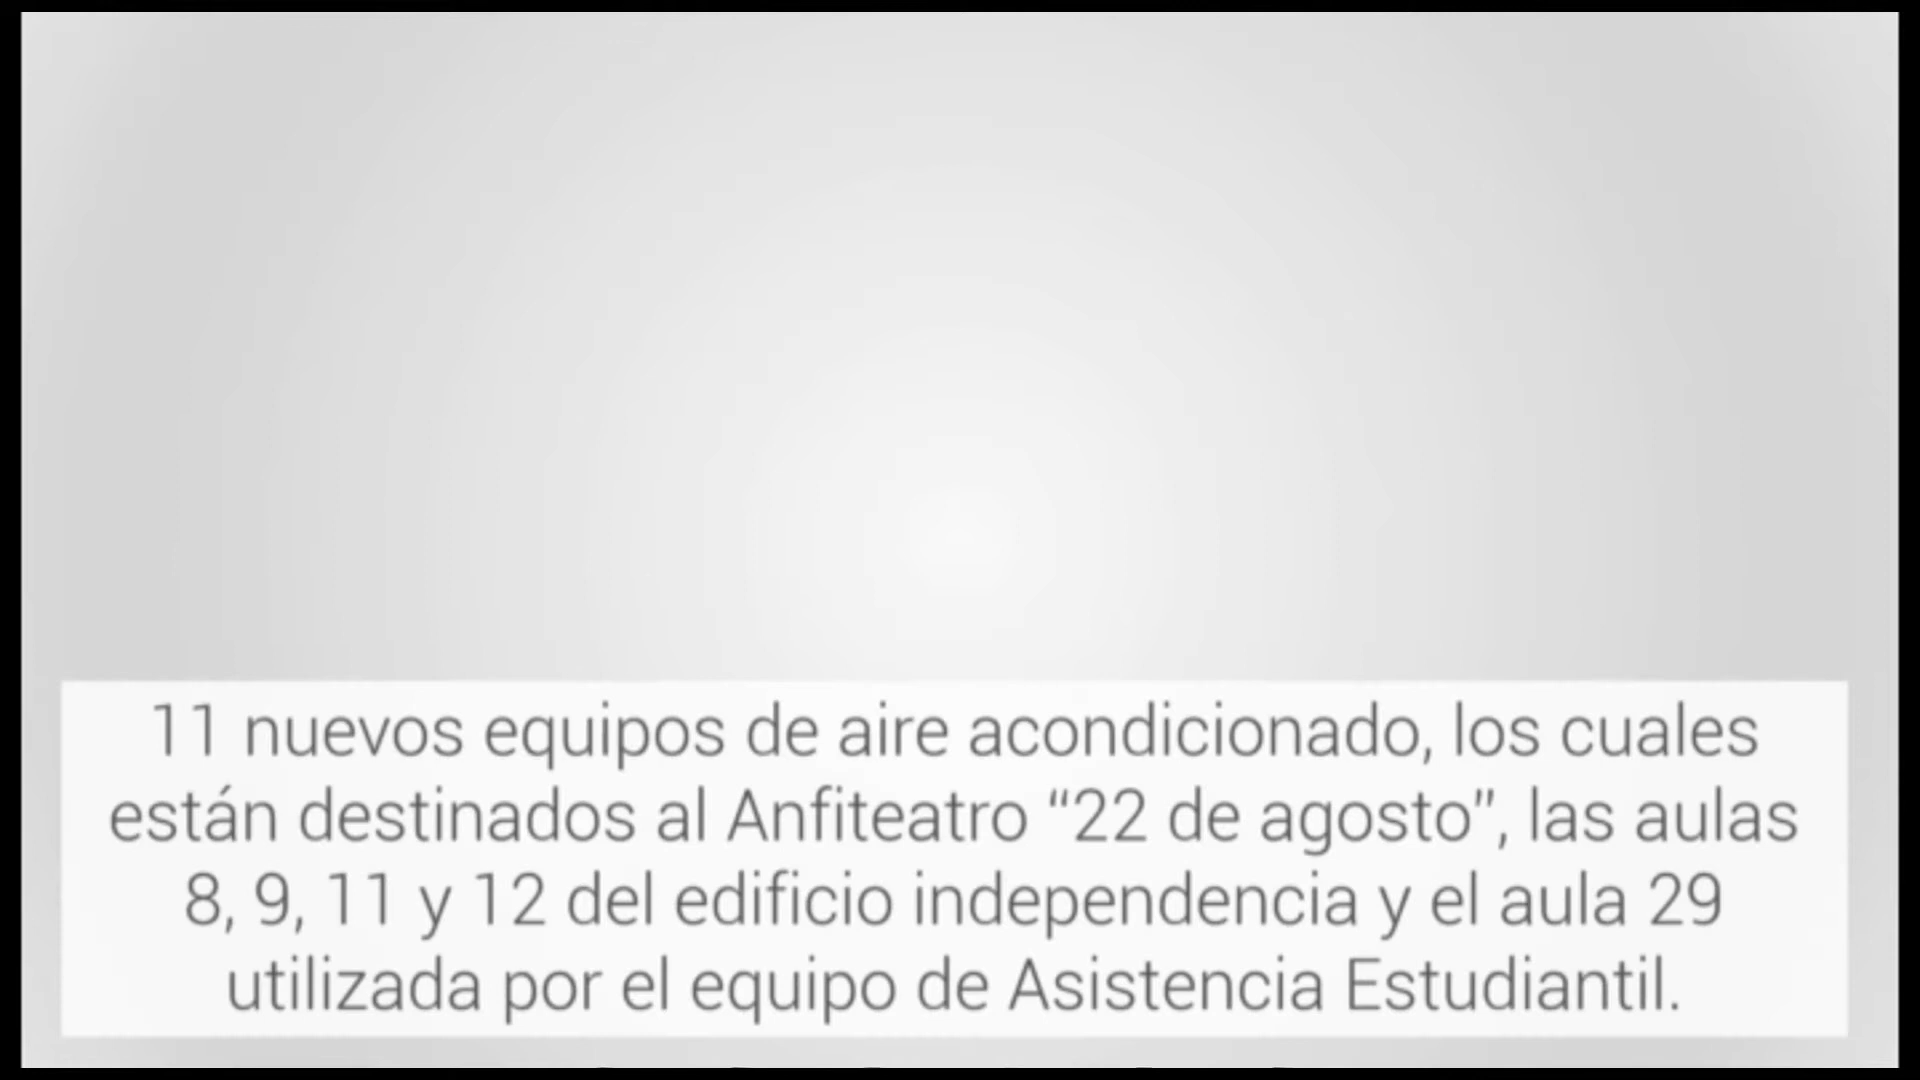 11 nuevos equipos de aire acondicionado, los cuales
están destinados al Anfiteatro “22 de agosto”, las aulas
8, 9, 11 y 12 del edificio independencia y el aula 29
utilizada por el equipo de Asistencia Estudiantil.